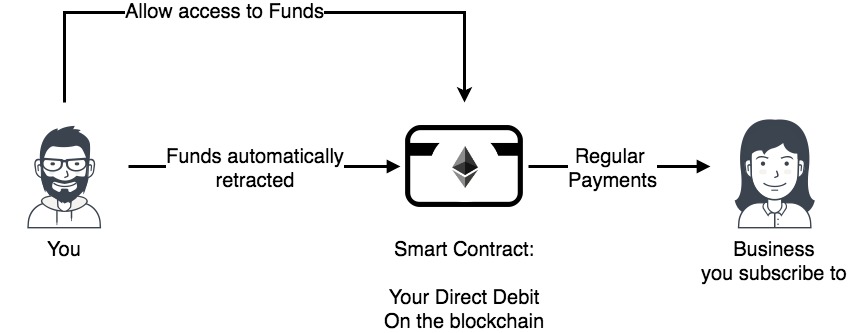 Allow access to Funds
Funds automatically
retracted
Regular
Payments
You
Smart Contract:
Your Direct Debit
On the blockchain
Business
you subscribe to